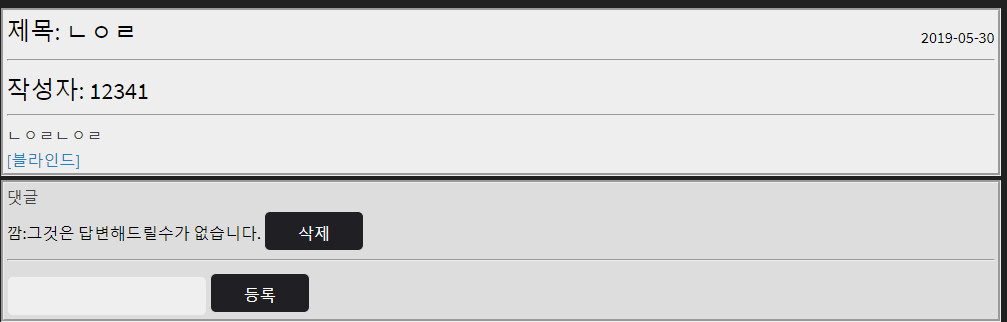 제목: ㄴㅇㄹ
2019-05-30
작성자: 12341
ㄴㅇㄹㄴㅇㄹ
[블라인드]
댓글
깜:그것은 답변해드릴수가 없습니다. 삭제
등록